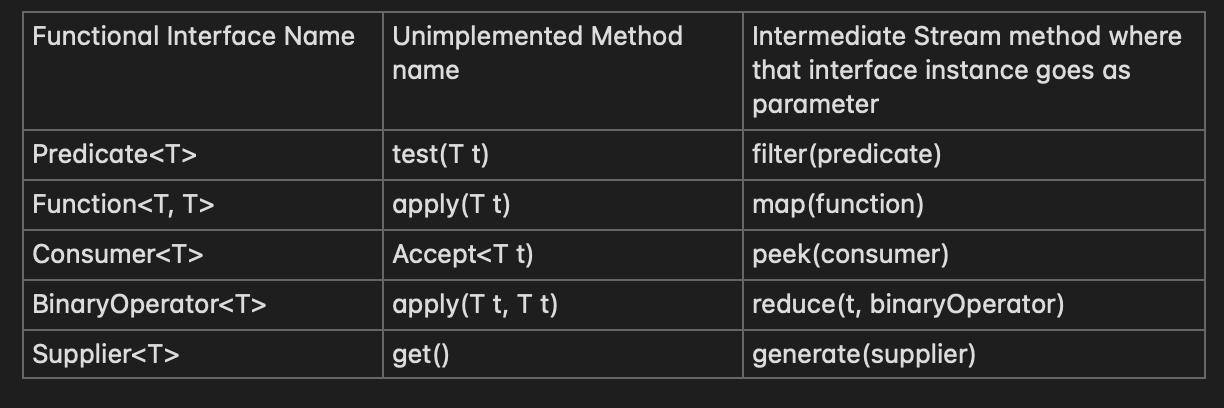 Functional Interface Name
Unimplemented Method
name
Intermediate Stream method where
that interface instance goes as
parameter
Predicate<T>
test(T t)
filter(predicate)
Function<T, T>
apply(T t)
map(function)
Consumer<T>
Accept<T t)
peek(consumer)
BinaryOperator<T>
apply(T t, T t)
reduce(t, binaryOperator)
Supplier<T>
get()
generate(supplier)